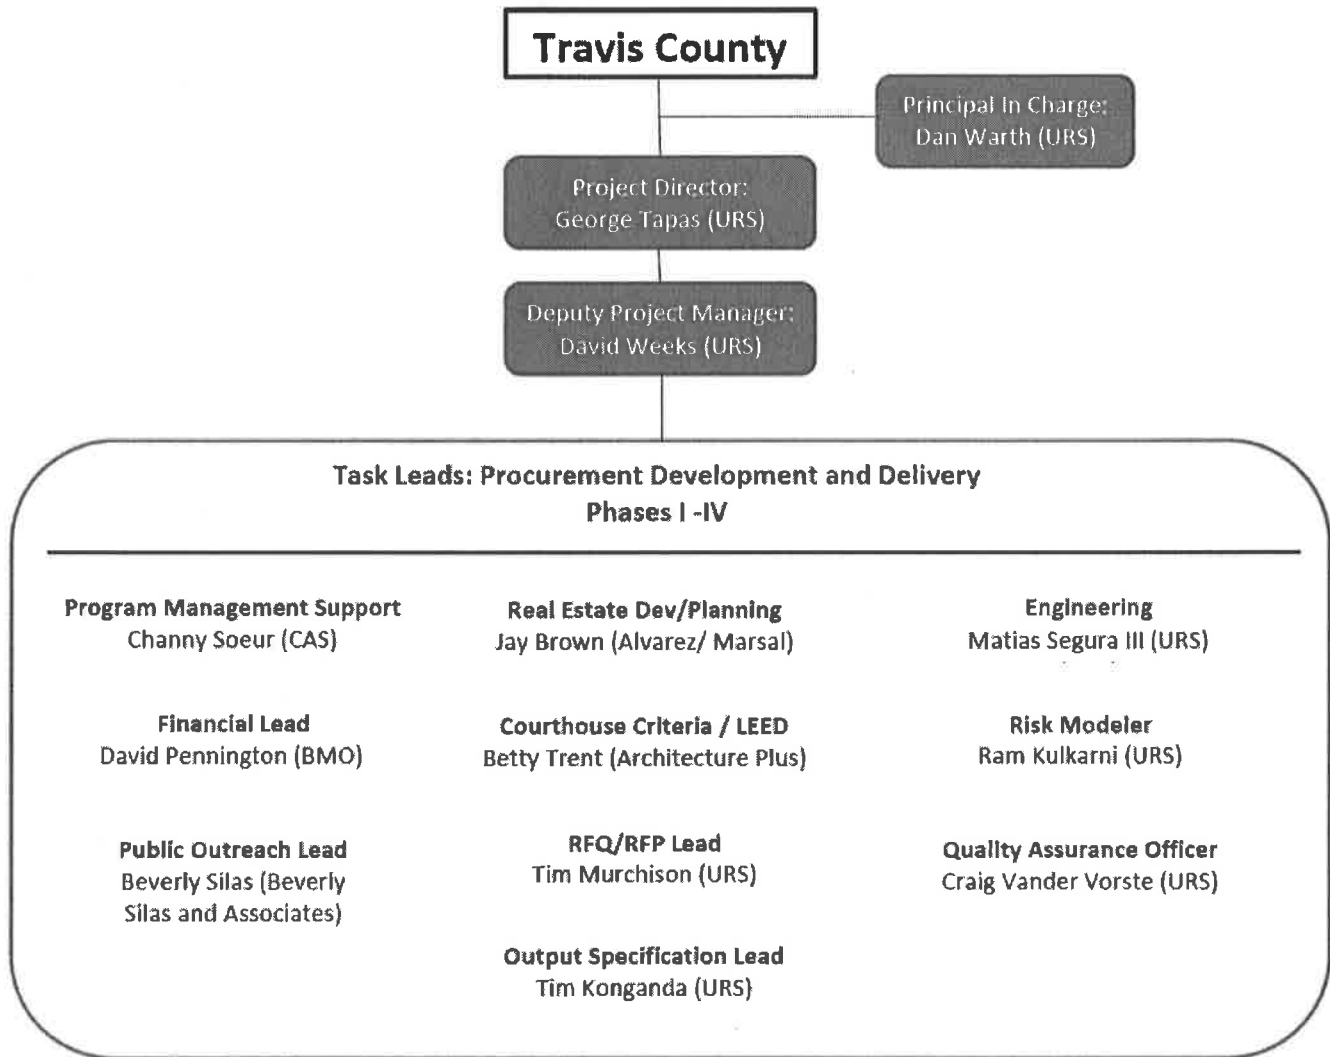 Travis County
Principal In Charge:
Dan Warth (URS)
Project Director:
George Tapas (URS)
Deputy Project Manager:
David Weeks (URS)
Task Leads: Procurement Development and Delivery
Phases I -IV
Program Management Support
Channy Soeur (CAS)
Real Estate Dev/Planning
Jay Brown (Alvarez/ Marsal)
Engineering
Matias Segura III (URS)
Financial Lead
David Pennington (BMO)
Courthouse Criteria / LEED
Betty Trent (Architecture Plus)
Risk Modeler
Ram Kulkarni (URS)
Public Outreach Lead
Beverly Silas (Beverly
Silas and Associates)
RFQ/RFP Lead
Tim Murchison (URS)
Quality Assurance Officer
Craig Vander Vorste (URS)
Output Specification Lead
Tim Konganda (URS)